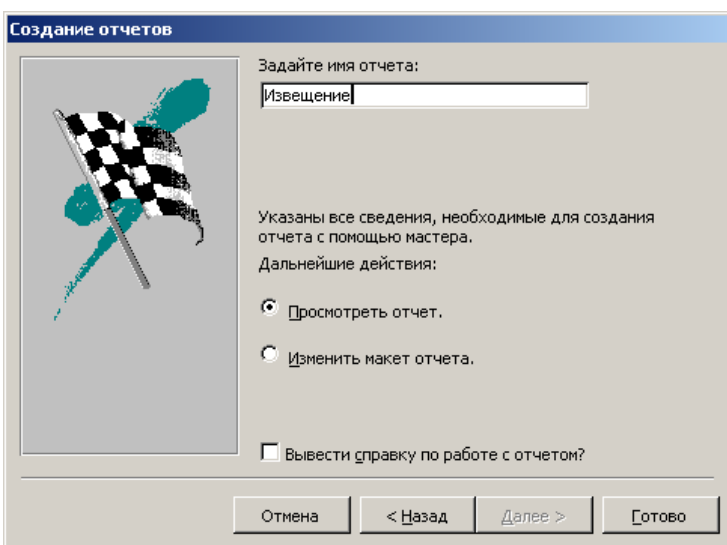 Создание отчетов
Задайте имя отчета:
Извещение
Указаны все сведения, необходимые для создания
отчета с помощью мастера.
Дальнейшие действия:
Просмотреть отчет.
Изменить макет отчета.
Вывести справку по работе с отчетом?
Отмена
< Назад
Далее >
Готово